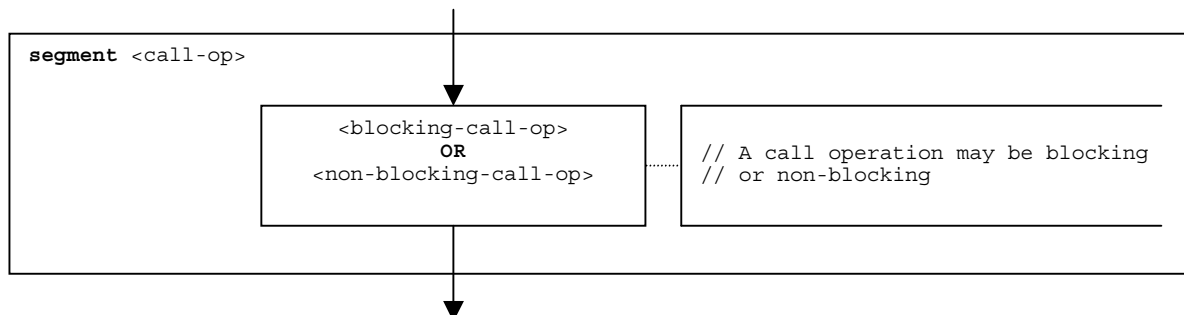 segment <call-op>
<blocking-call-op>
OR
<non-blocking-call-op>
// A call operation may be blocking
// or non-blocking